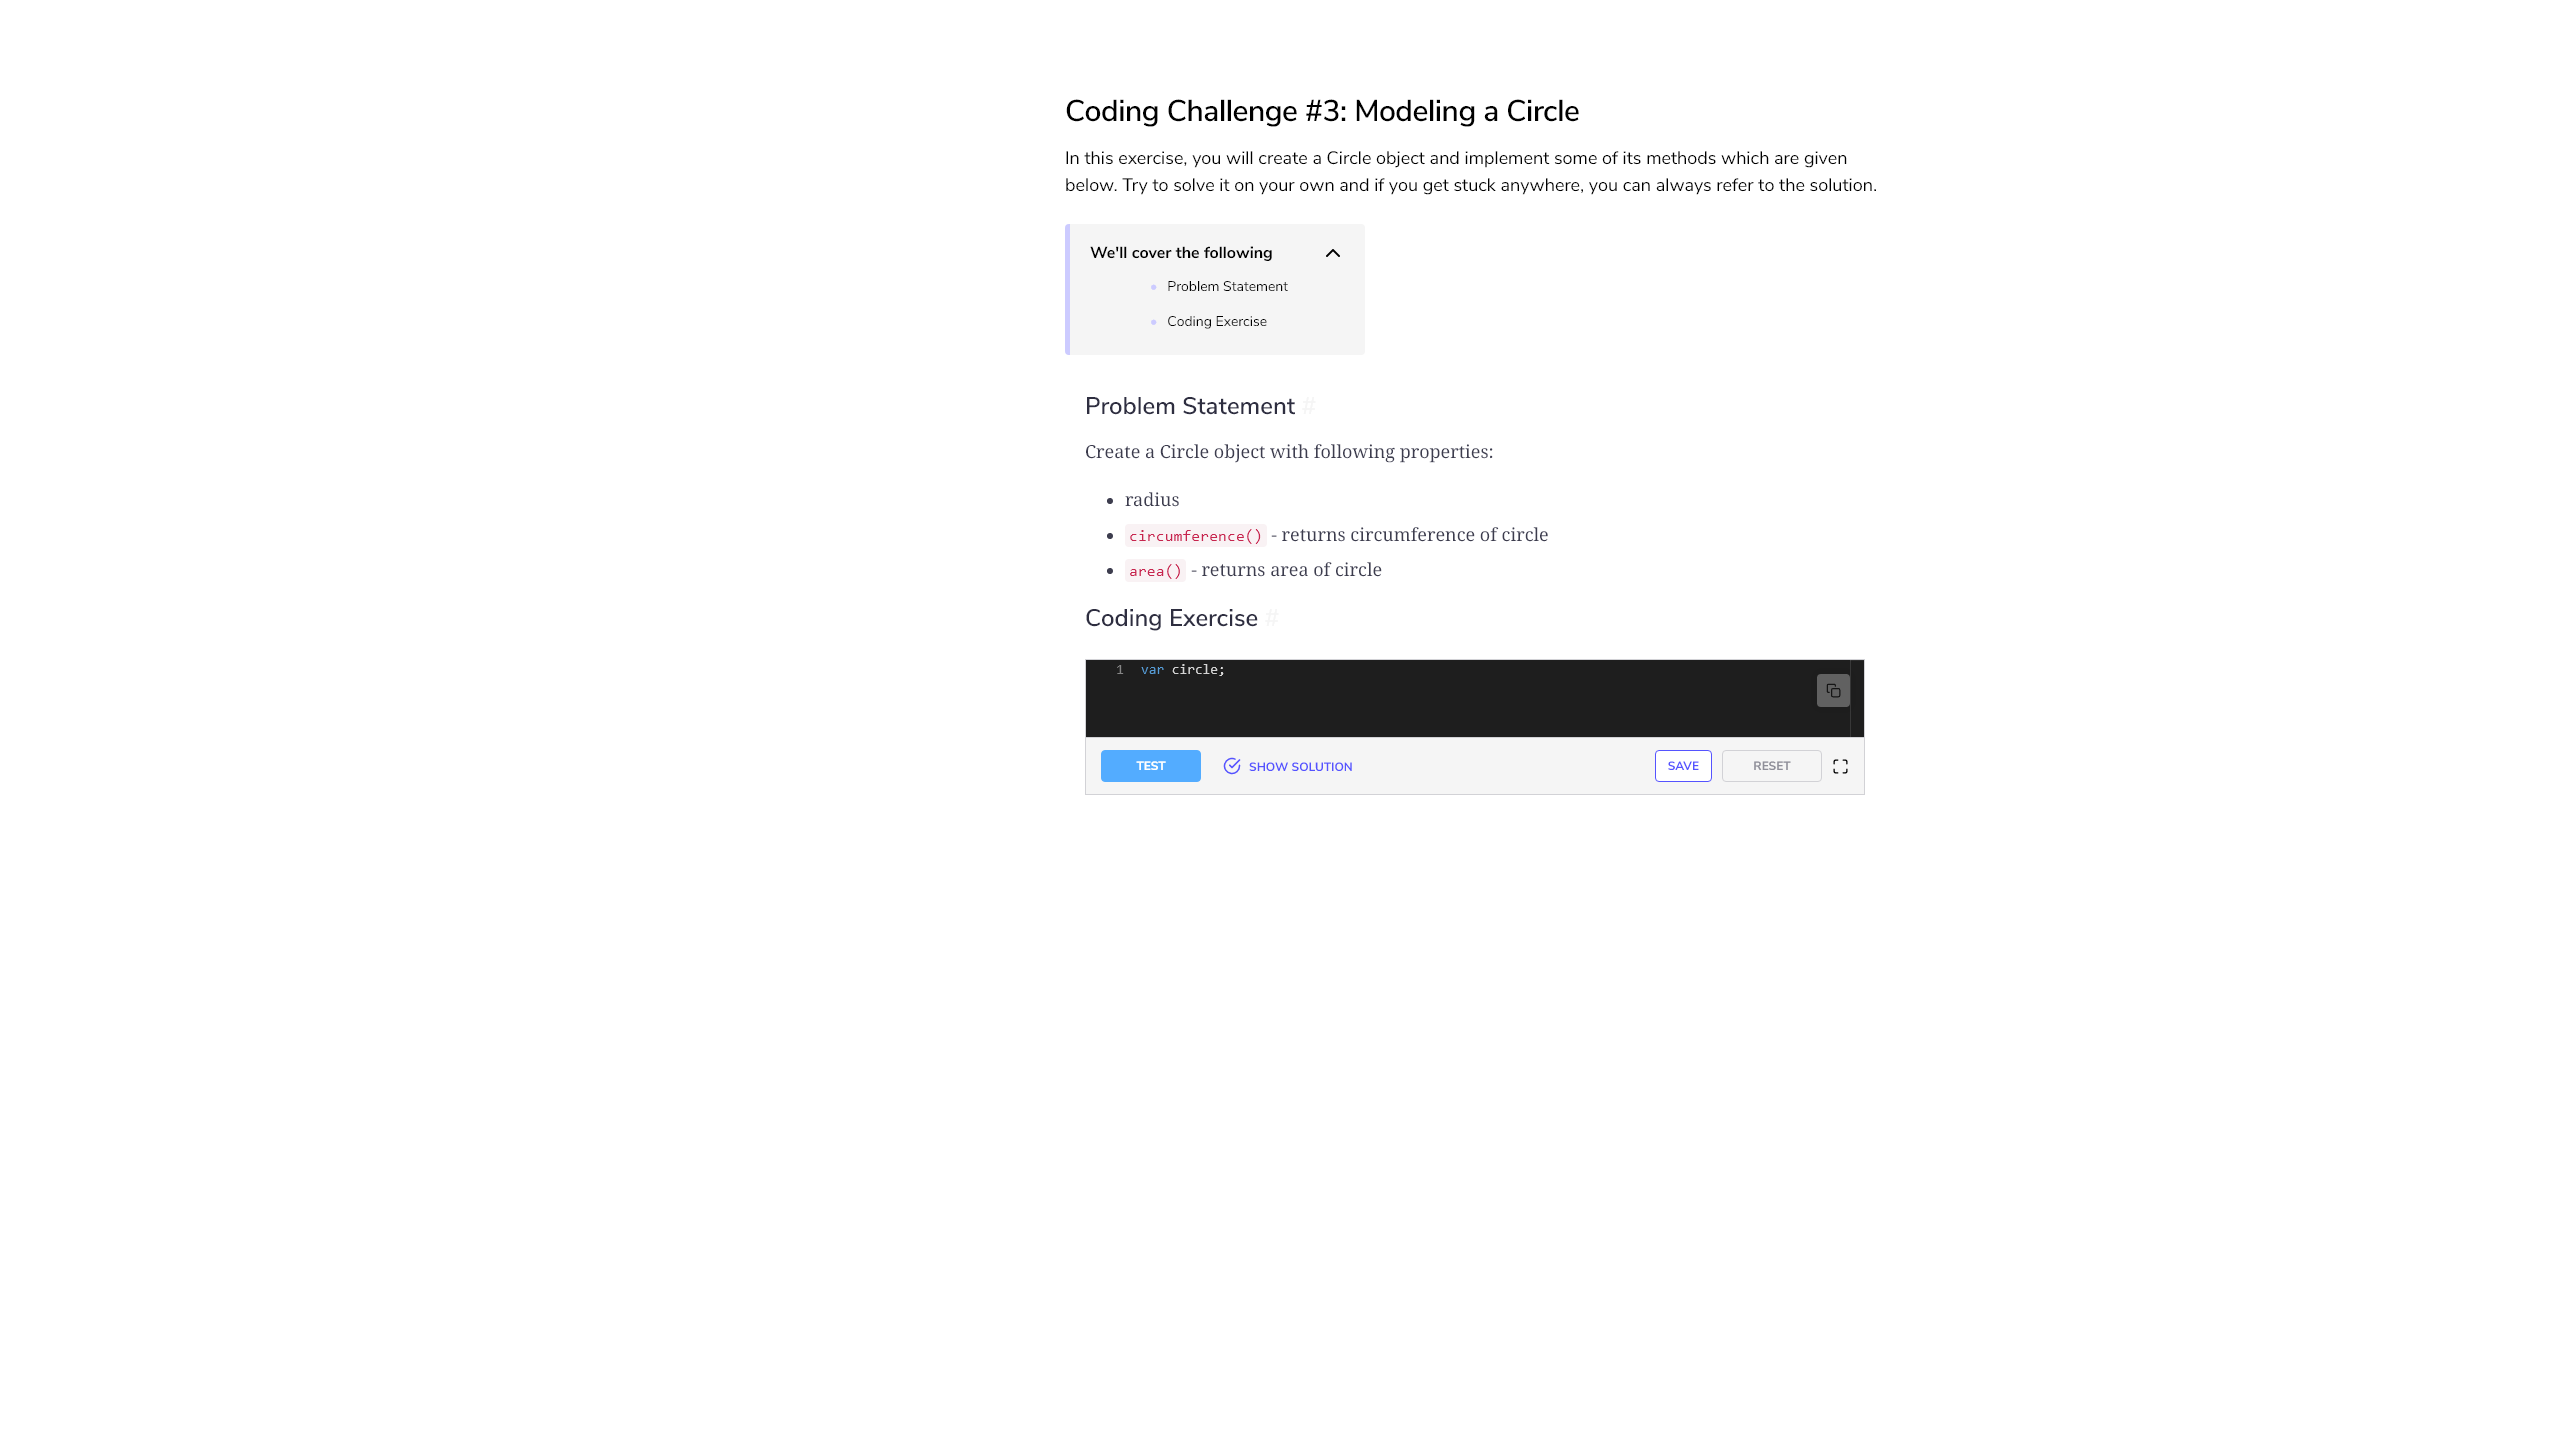 Coding Challenge #3: Modeling a Circle
In this exercise, you will create a Circle object and implement some of its methods which are given
below. Try to solve it on your own and if you get stuck anywhere, you can always refer to the solution.
We'll cover the following
Problem Statement
Coding Exercise
Problem Statement #
Create a Circle object with following properties:
radius
circumference() - returns circumference of circle
area() - returns area of circle
Coding Exercise #
1 var circle;
TEST SHOW SOLUTION SAVE RESET